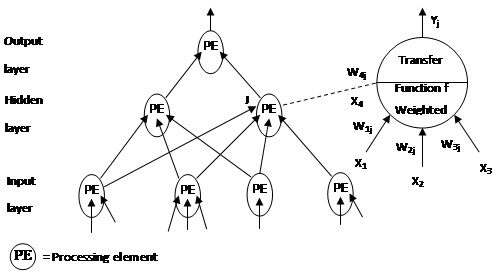 Output
layer
Hidden
layer
Input
layer
PE
PE
J
PE
PE
PE
PE
PE
Yj
Transfer
Function f
Weighted
W4j
X4
W1j
W2j
W3j
X1
X2
X3
PE = Processing element